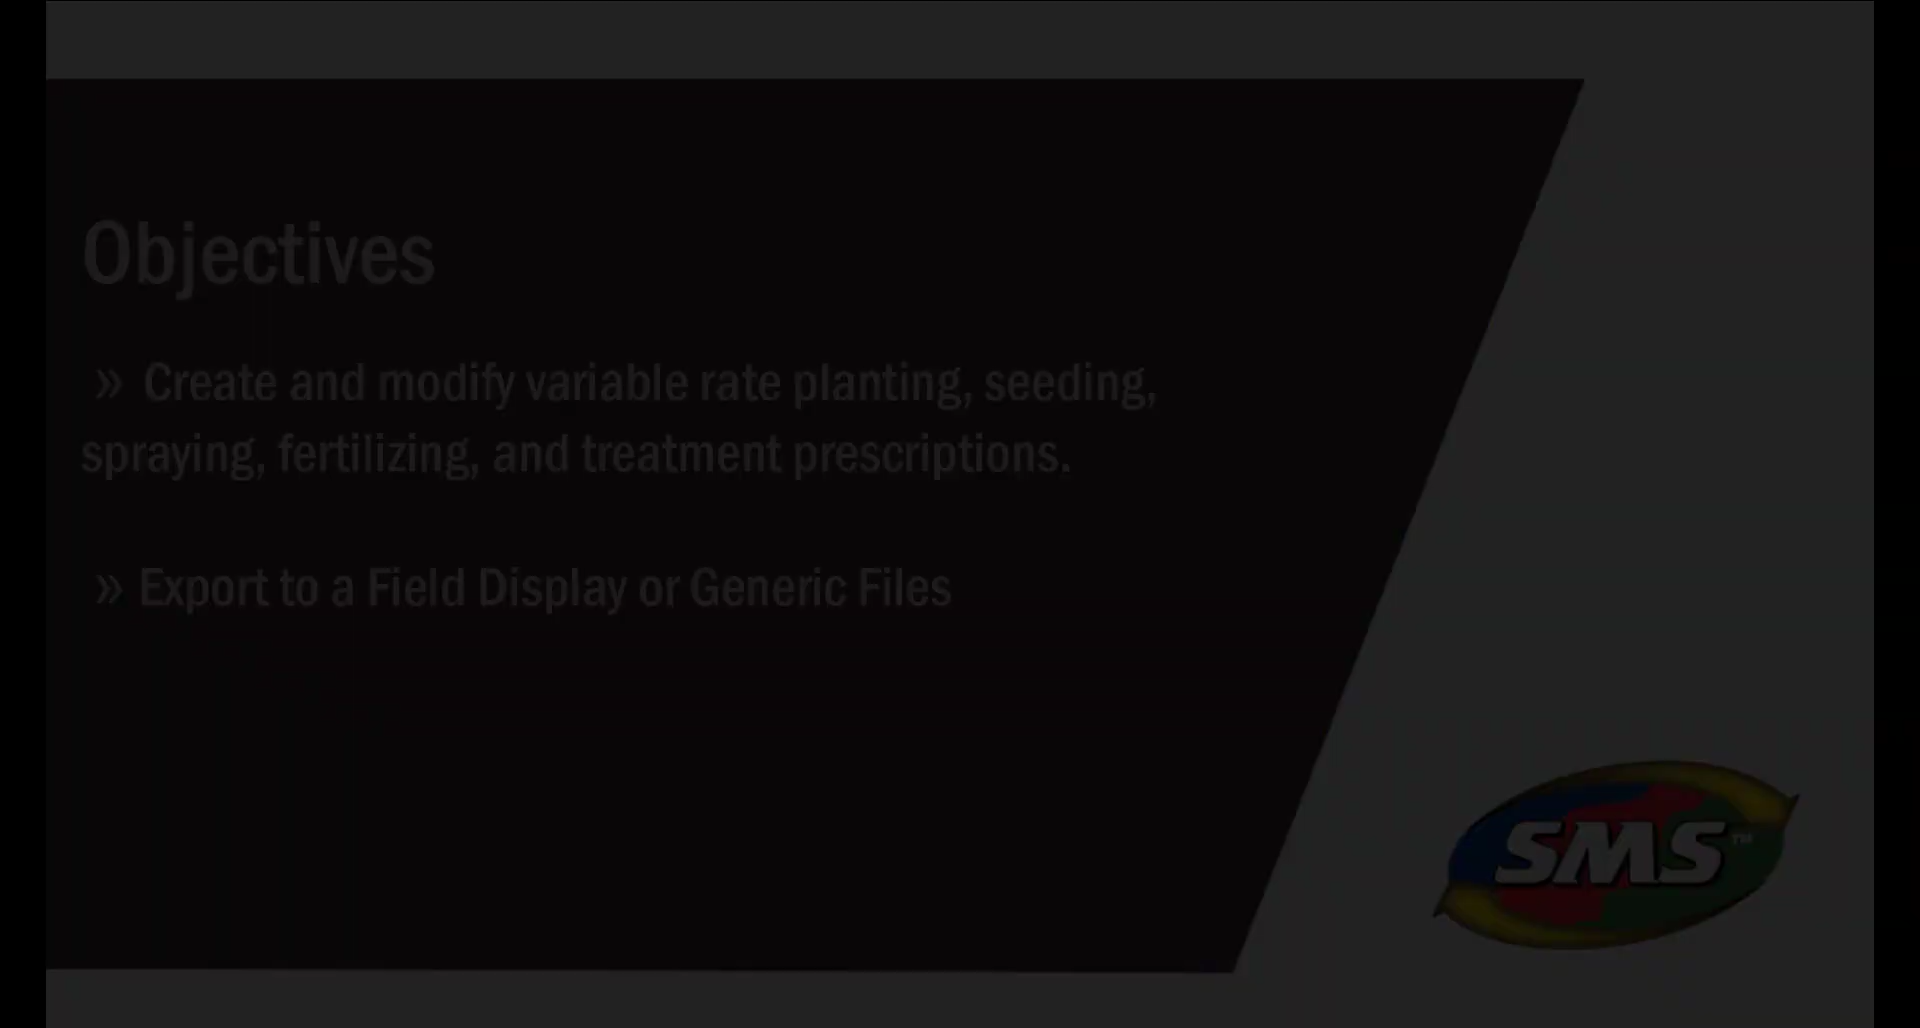 Objectives
» Create and modify variable rate planting, seeding,
spraying, fertilizing, and treatment prescriptions.
» Export to a Field Display or Generic Files
SMS™